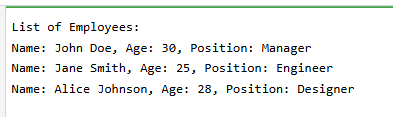 List of Employees:
Name: John Doe, Age: 30, Position: Manager
Name: Jane Smith, Age: 25, Position: Engineer
Name: Alice Johnson, Age: 28, Position: Designer